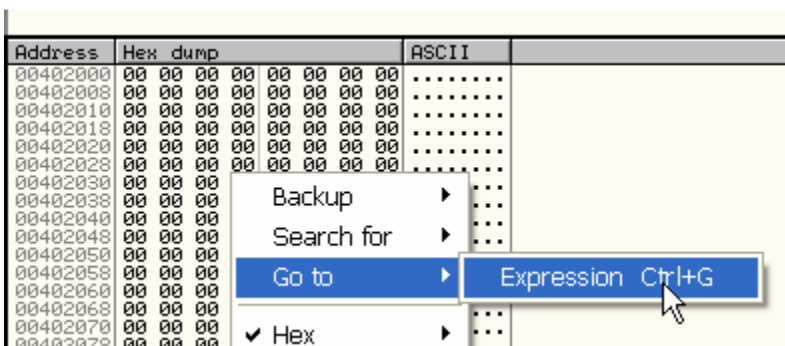 Address Hex dump ASCII
00402000 00 00 00 00 00 00 00 00 ........
00402008 00 00 00 00 00 00 00 00 ........
00402010 00 00 00 00 00 00 00 00 ........
00402018 00 00 00 00 00 00 00 00 ........
00402020 00 00 00 00 00 00 00 00 ........
00402028 00 00 00 00 00 00 00 00 ........
00402030 00 00 00
00402038 00 00 00 Backup ...
00402040 00 00 00
00402048 00 00 00 Search for ...
00402050 00 00 00
00402058 00 00 00 Go to Expression Ctrl+G
00402060 00 00 00
00402068 00 00 00 ...
00402070 00 00 00 Hex ...
00402078 00 00 00